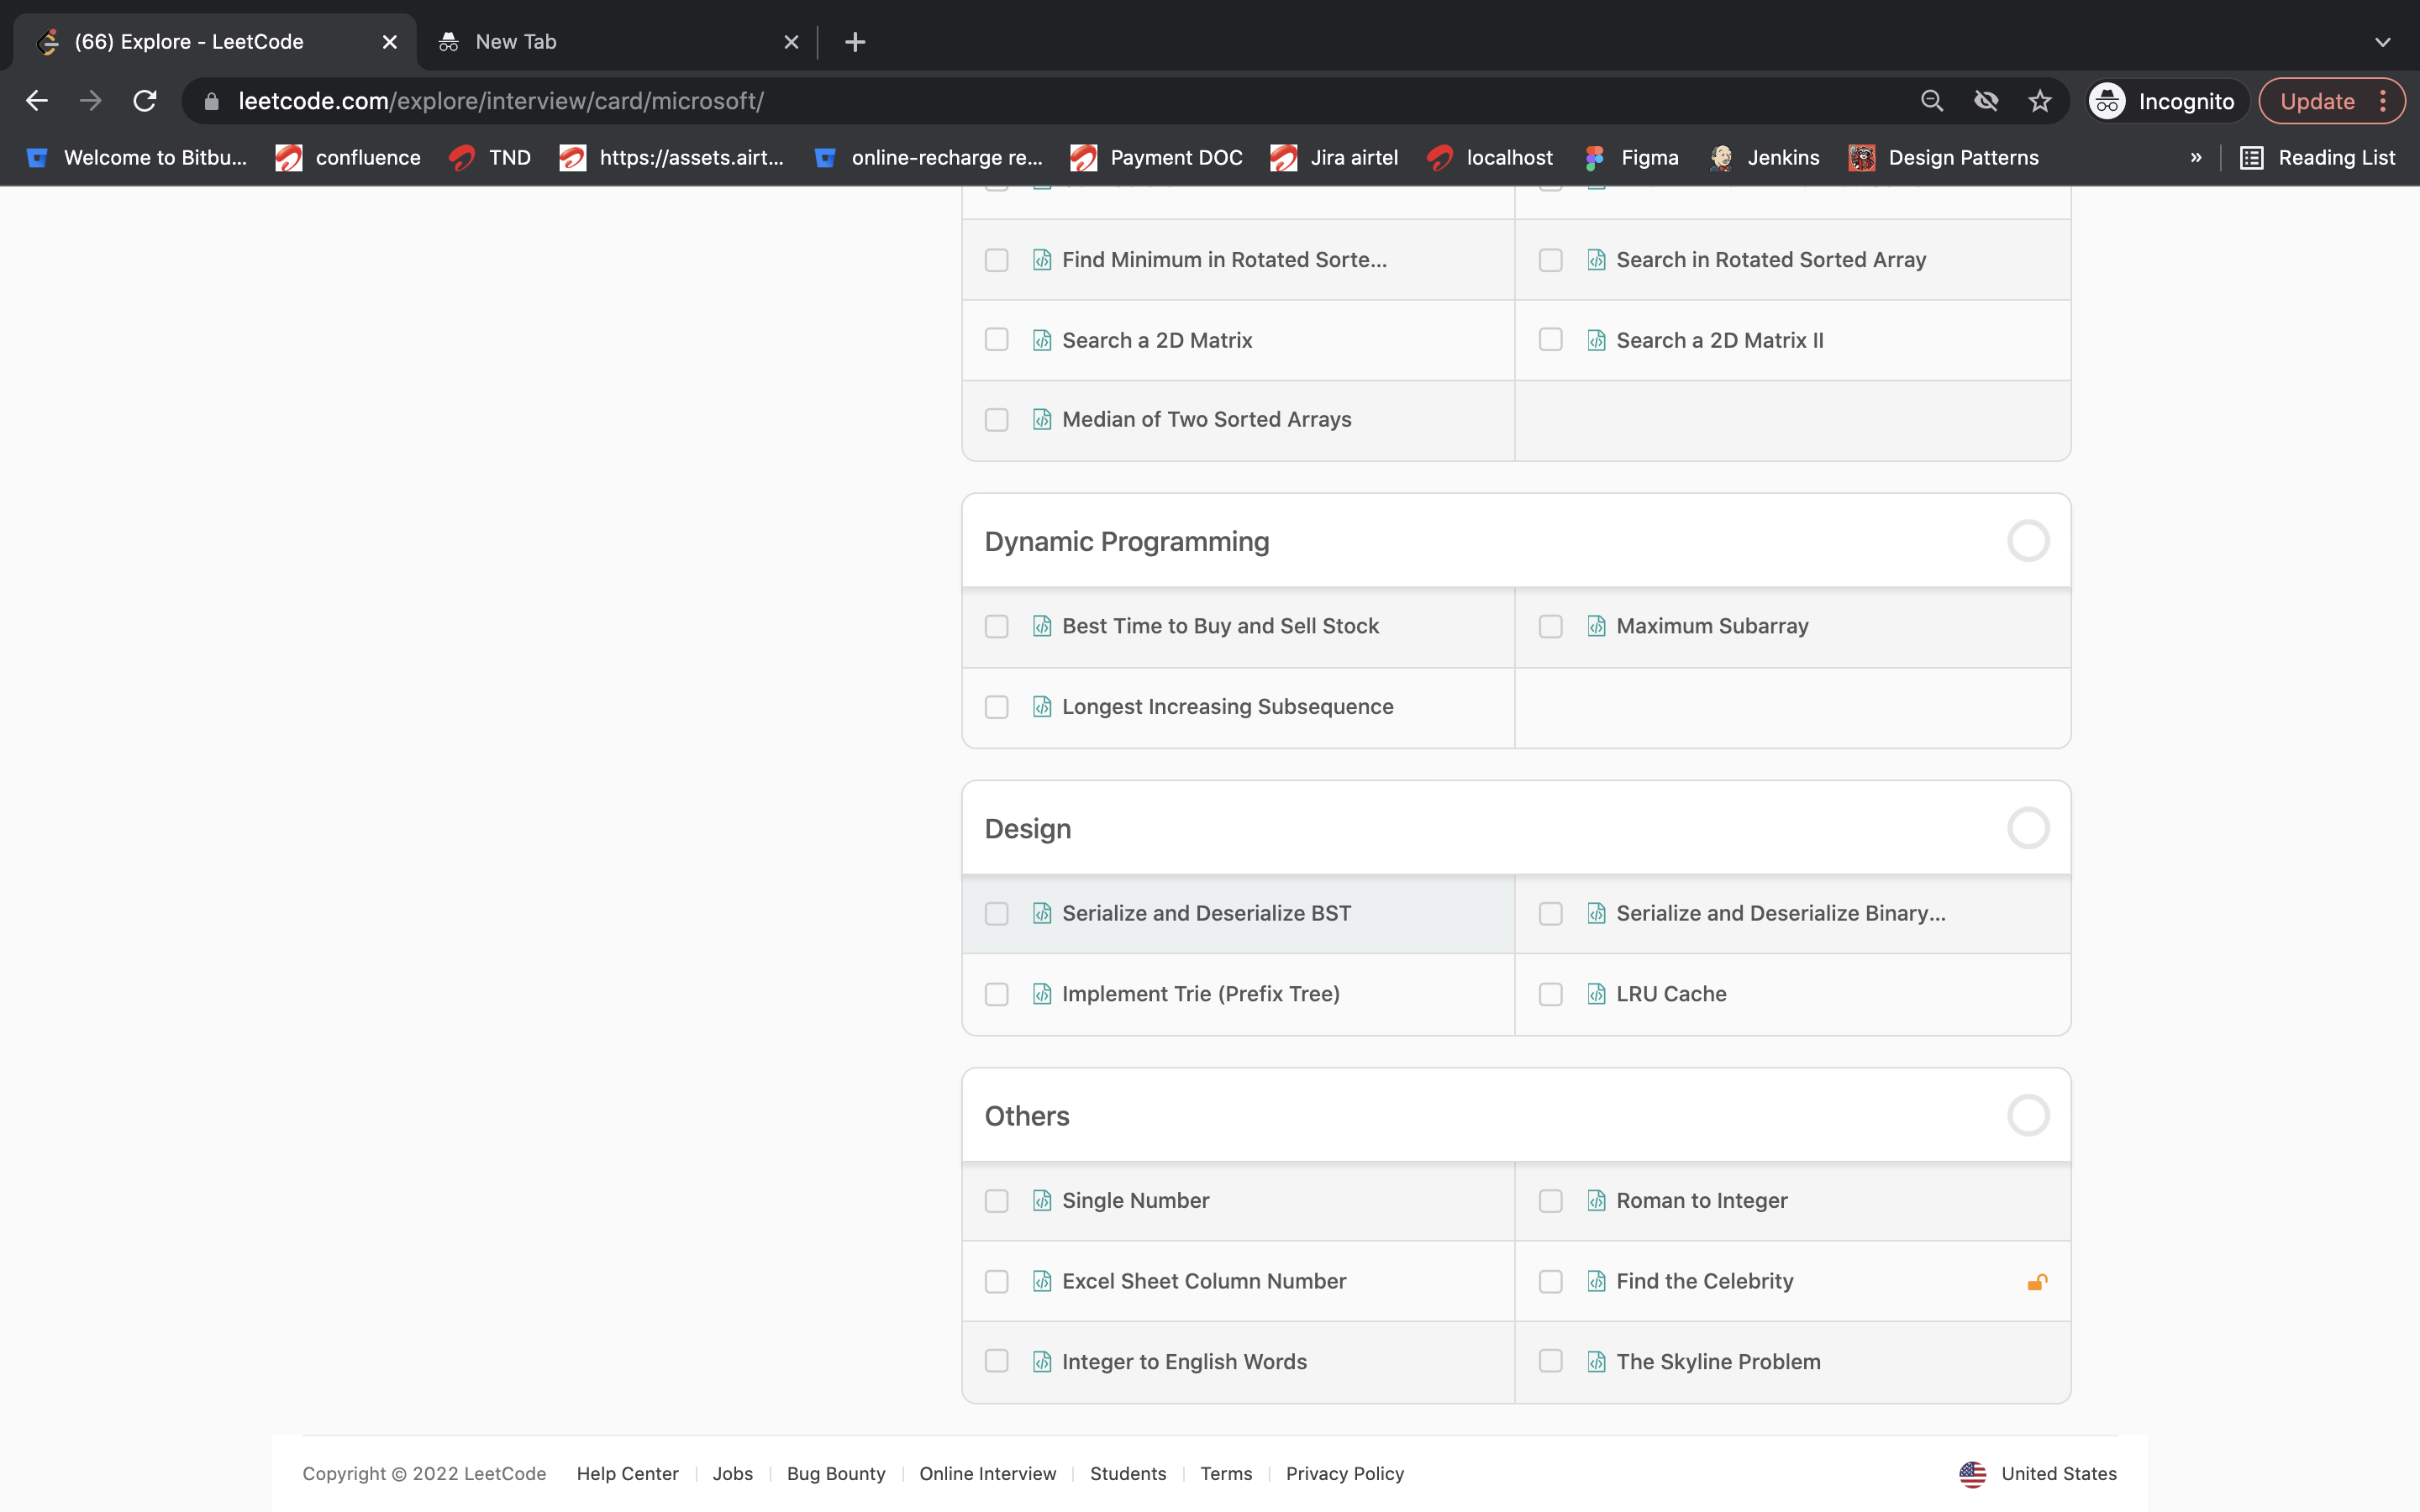 (66) Explore - LeetCode
New Tab
leetcode.com/explore/interview/card/microsoft/
Incognito
Update
Welcome to Bitbu...
confluence
TND
https://assets.airt...
online-recharge re...
Payment DOC
Jira airtel
localhost
Figma
Jenkins
Design Patterns
»
Reading List
Find Minimum in Rotated Sorte...
Search in Rotated Sorted Array
Search a 2D Matrix
Search a 2D Matrix II
Median of Two Sorted Arrays
Dynamic Programming
Best Time to Buy and Sell Stock
Maximum Subarray
Longest Increasing Subsequence
Design
Serialize and Deserialize BST
Serialize and Deserialize Binary...
Implement Trie (Prefix Tree)
LRU Cache
Others
Single Number
Roman to Integer
Excel Sheet Column Number
Find the Celebrity
Integer to English Words
The Skyline Problem
Copyright © 2022 LeetCode
Help Center
Jobs
Bug Bounty
Online Interview
Students
Terms
Privacy Policy
United States